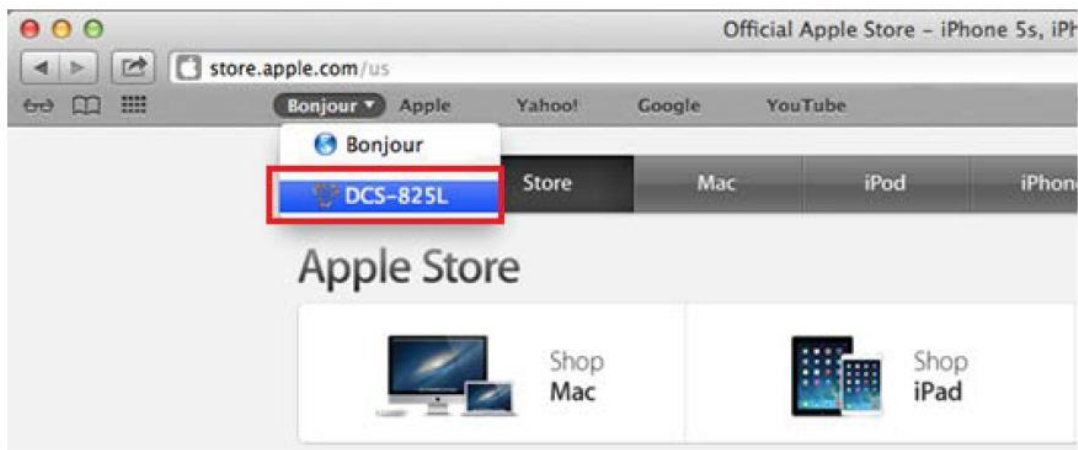 Official Apple Store – iPhone 5s, iPh
store.apple.com/us
Bonjour Apple Yahoo! Google YouTube
Bonjour
DCS-825L
Store Mac iPod iPhon
Apple Store
Shop
Mac
Shop
iPad